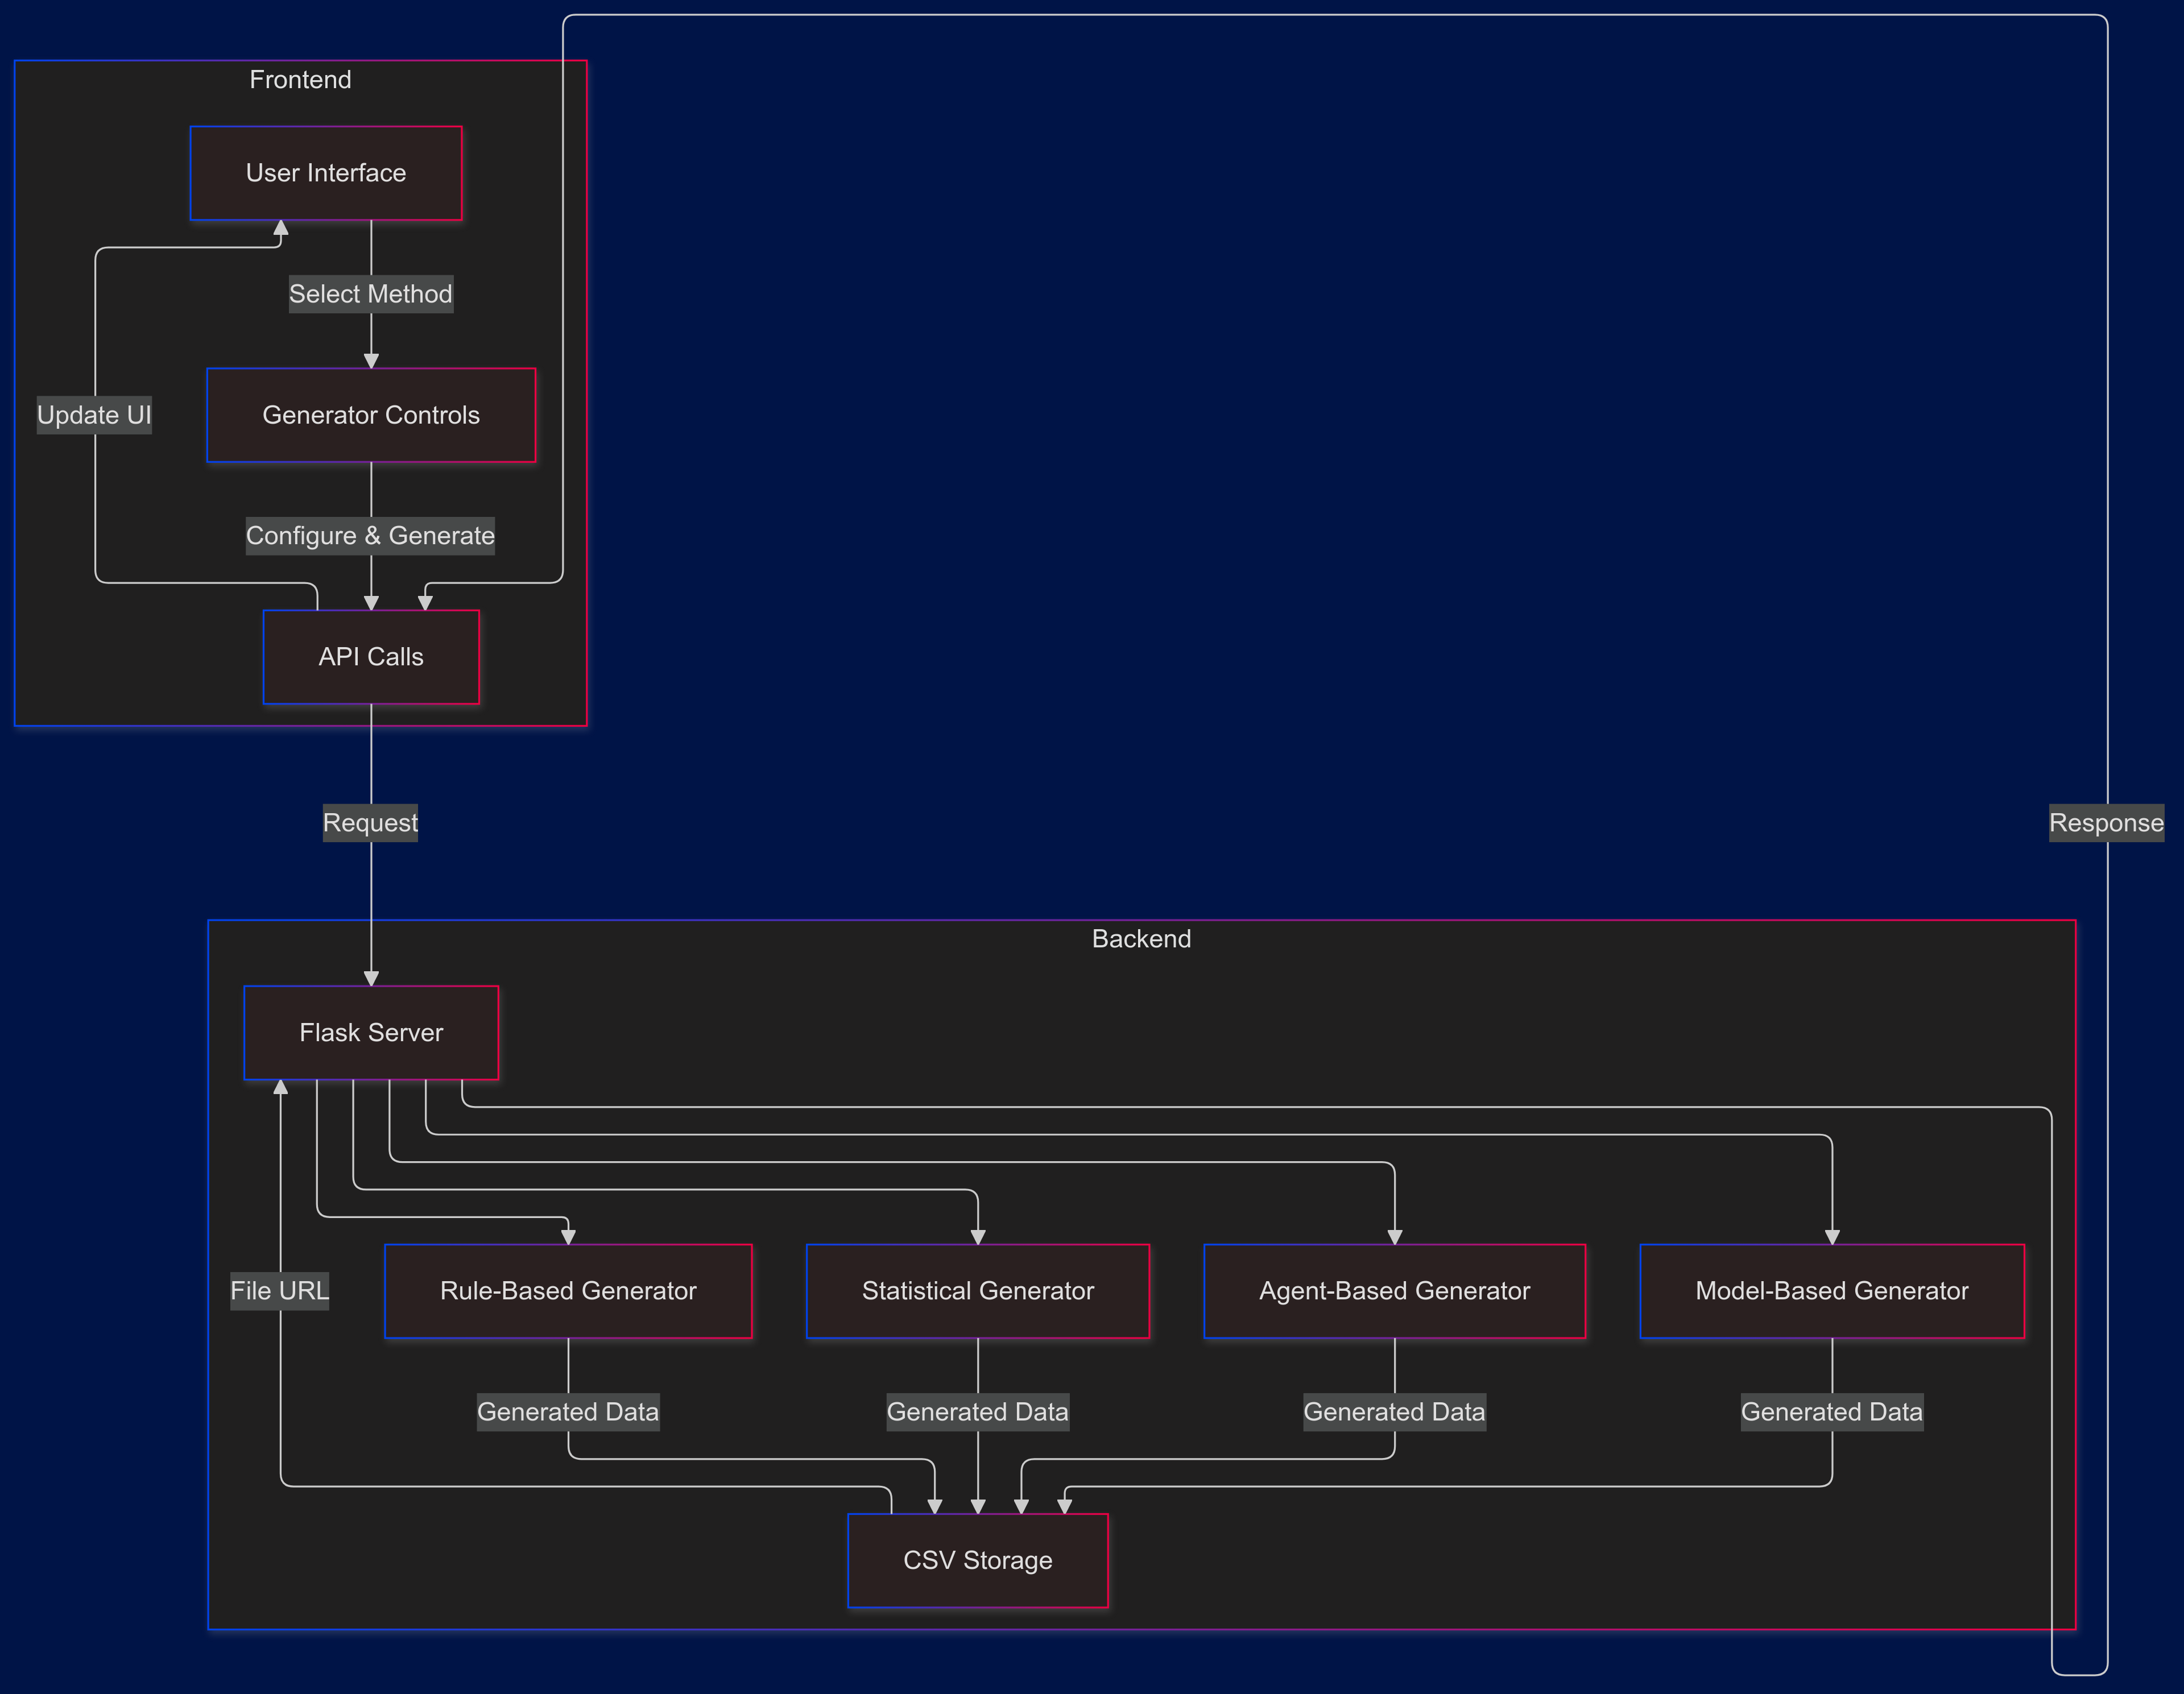 Frontend
User Interface
Select Method
Update UI
Generator Controls
Configure & Generate
API Calls
Request
Response
Backend
Flask Server
File URL
Rule-Based Generator
Statistical Generator
Agent-Based Generator
Model-Based Generator
Generated Data
Generated Data
Generated Data
Generated Data
CSV Storage